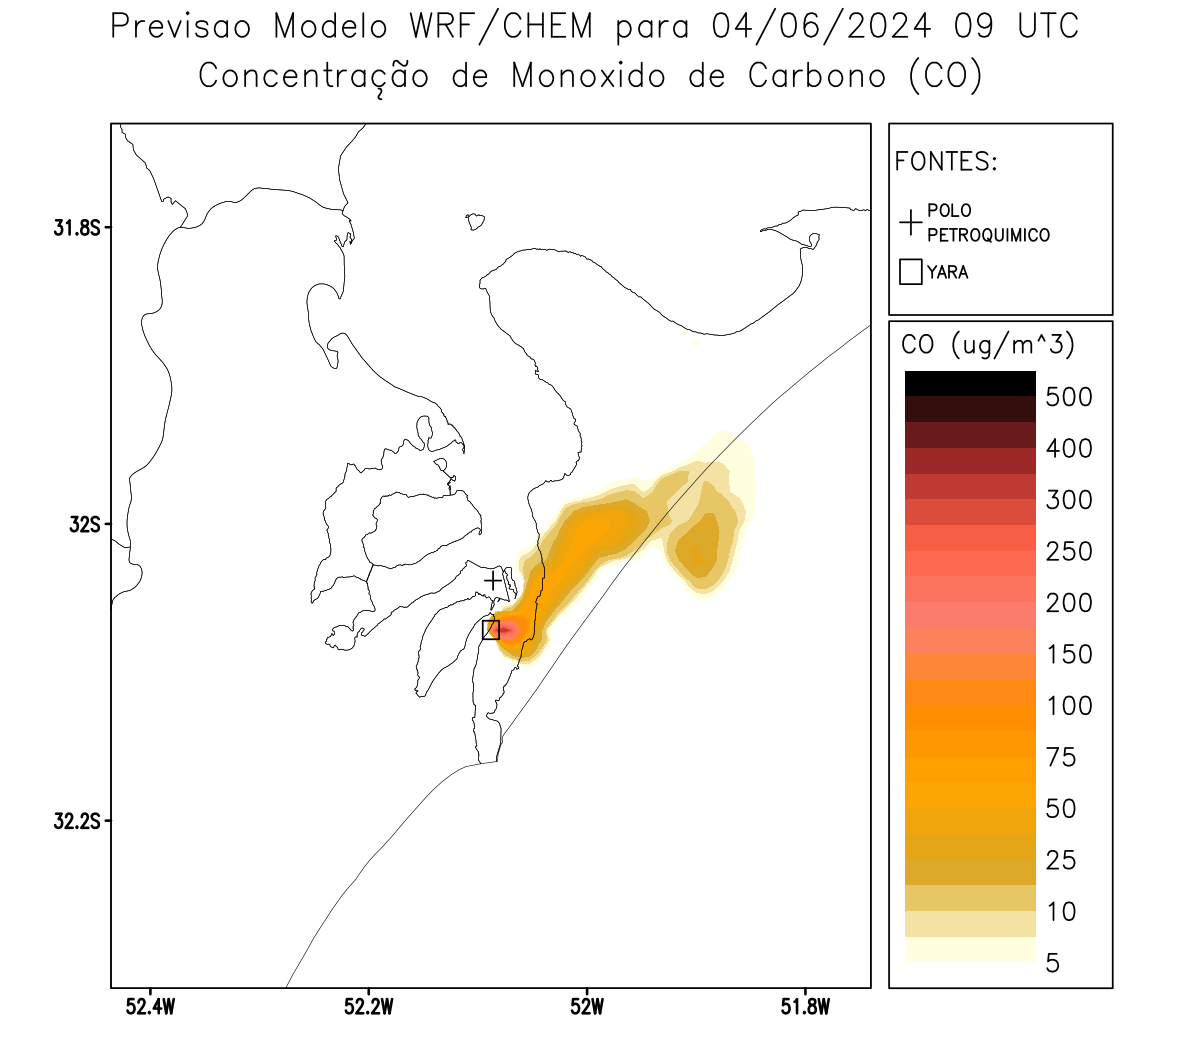 Previsao Modelo WRF/CHEM para 04/06/2024 09 UTC
Concentração de Monoxido de Carbono (CO)
FONTES:
POLO
PETROQUIMICO
YARA
CO (ug/m^3)
500
400
300
250
200
150
100
75
50
25
10
5
31.8S
32S
32.2S
52.4W
52.2W
52W
51.8W